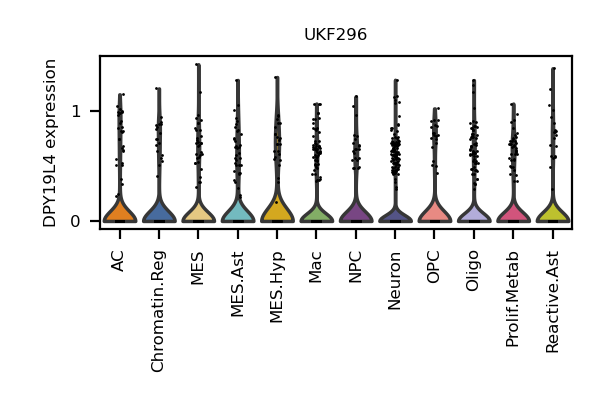 UKF296
DPY19L4 expression
1
0
AC
Chromatin.Reg
MES
MES.Ast
MES.Hyp
Mac
NPC
Neuron
OPC
Oligo
Prolif.Metab
Reactive.Ast